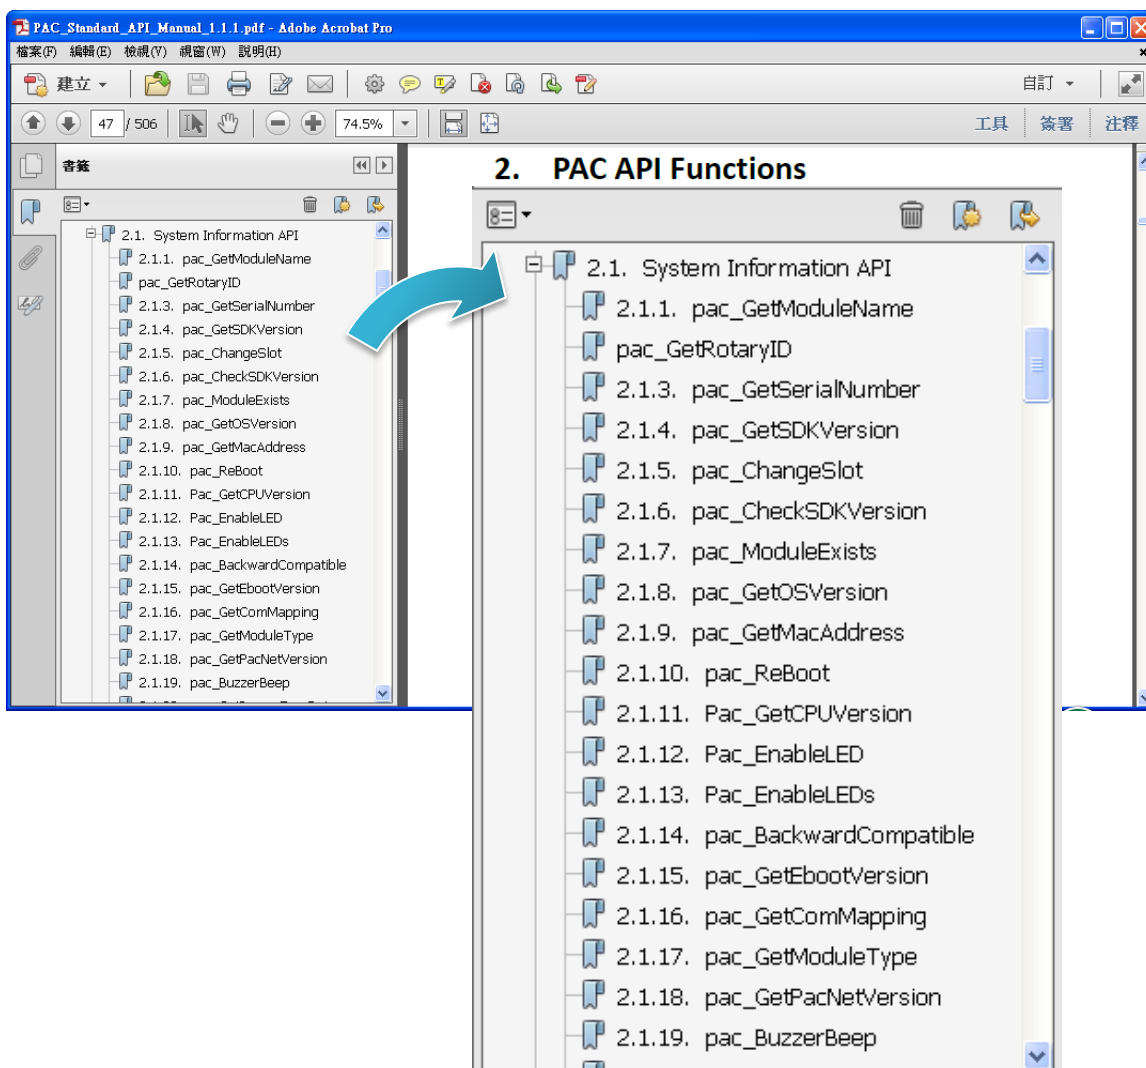 PAC_Standard_API_Manual_1.1.1.pdf - Adobe Acrobat Pro
檔案(F) 編輯(E) 檢視(V) 視窗(W) 說明(H)
建立 自訂
47 / 506 74.5% 工具 簽署 注釋
書籤
2.1. System Information API
2.1.1. pac_GetModuleName
pac_GetRotaryID
2.1.3. pac_GetSerialNumber
2.1.4. pac_GetSDKVersion
2.1.5. pac_ChangeSlot
2.1.6. pac_CheckSDKVersion
2.1.7. pac_ModuleExists
2.1.8. pac_GetOSVersion
2.1.9. pac_GetMacAddress
2.1.10. pac_ReBoot
2.1.11. Pac_GetCPUVersion
2.1.12. Pac_EnableLED
2.1.13. Pac_EnableLEDs
2.1.14. pac_BackwardCompatible
2.1.15. pac_GetEbootVersion
2.1.16. pac_GetComMapping
2.1.17. pac_GetModuleType
2.1.18. pac_GetPacNetVersion
2.1.19. pac_BuzzerBeep
2. PAC API Functions
2.1. System Information API
2.1.1. pac_GetModuleName
pac_GetRotaryID
2.1.3. pac_GetSerialNumber
2.1.4. pac_GetSDKVersion
2.1.5. pac_ChangeSlot
2.1.6. pac_CheckSDKVersion
2.1.7. pac_ModuleExists
2.1.8. pac_GetOSVersion
2.1.9. pac_GetMacAddress
2.1.10. pac_ReBoot
2.1.11. Pac_GetCPUVersion
2.1.12. Pac_EnableLED
2.1.13. Pac_EnableLEDs
2.1.14. pac_BackwardCompatible
2.1.15. pac_GetEbootVersion
2.1.16. pac_GetComMapping
2.1.17. pac_GetModuleType
2.1.18. pac_GetPacNetVersion
2.1.19. pac_BuzzerBeep